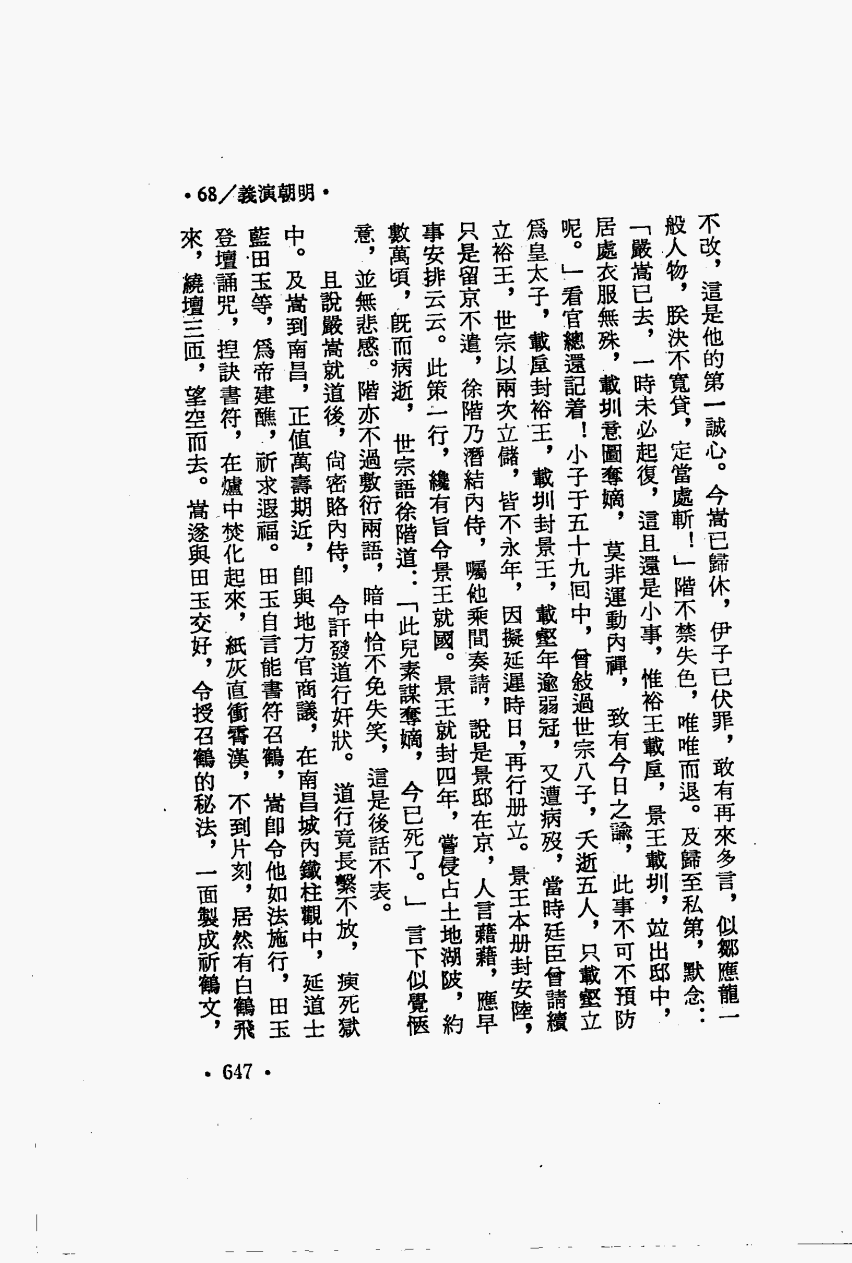 ·68／義演朝明·
不改，這是他的第一誠心。今嵩已歸休，伊子已伏罪，敢有再來多言，似鄒應龍一
般人物，朕決不寬貸，定當處斬！」階不禁失色，唯唯而退。及歸至私第，默念：
「嚴嵩已去，一時未必起復，這且還是小事，惟裕王載垕，景王載圳，竝出邸中，
居處衣服無殊，載圳意圖奪嫡，莫非運動內禪，致有今日之諭，此事不可不預防
呢。」看官總還記着！小子于五十九囘中，曾敍過世宗八子，夭逝五人，只載壑立
爲皇太子，載垕封裕王，載圳封景王，載壑年逾弱冠，又遭病歿，當時廷臣曾請續
立裕王，世宗以兩次立儲，皆不永年，因擬延遲時日，再行册立。景王本册封安陸，
只是留京不遣，徐階乃潛結內侍，囑他乘間奏請，說是景邸在京，人言藉藉，應早
事安排云云。此策一行，纔有旨令景王就國。景王就封四年，嘗侵占土地湖陂，約
數萬頃，旣而病逝，世宗語徐階道：「此兒素謀奪嫡，今已死了。」言下似覺愜
意，並無悲感。階亦不過敷衍兩語，暗中恰不免失笑，這是後話不表。
且說嚴嵩就道後，尙密賂內侍，令訐發道行奸狀。道行竟長繫不放，瘐死獄
中。及嵩到南昌，正值萬壽期近，卽與地方官商議，在南昌城內鐵柱觀中，延道士
藍田玉等，爲帝建醮，祈求遐福。田玉自言能書符召鶴，嵩卽令他如法施行，田玉
登壇誦咒，捏訣書符，在爐中焚化起來，紙灰直衝霄漢，不到片刻，居然有白鶴飛
來，繞壇三匝，望空而去。嵩遂與田玉交好，令授召鶴的秘法，一面製成祈鶴文，
·647·